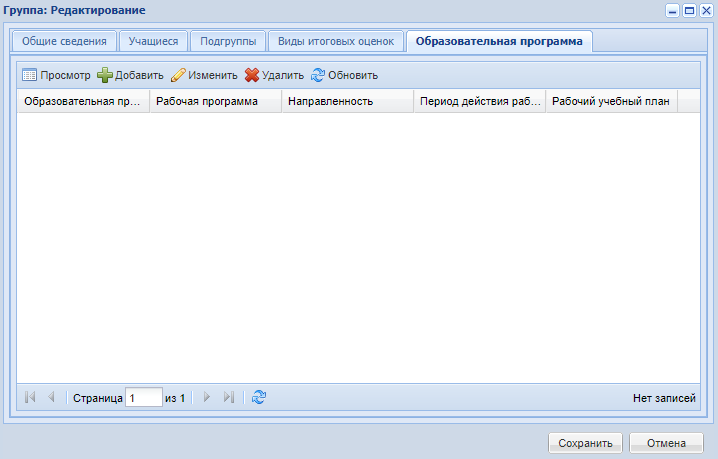 Группа: Редактирование
Общие сведения Учащиеся Подгруппы Виды итоговых оценок Образовательная программа
Просмотр Добавить Изменить Удалить Обновить
Образовательная пр... Рабочая программа Направленность Период действия раб... Рабочий учебный план
Страница 1 из 1 Нет записей
Сохранить Отмена